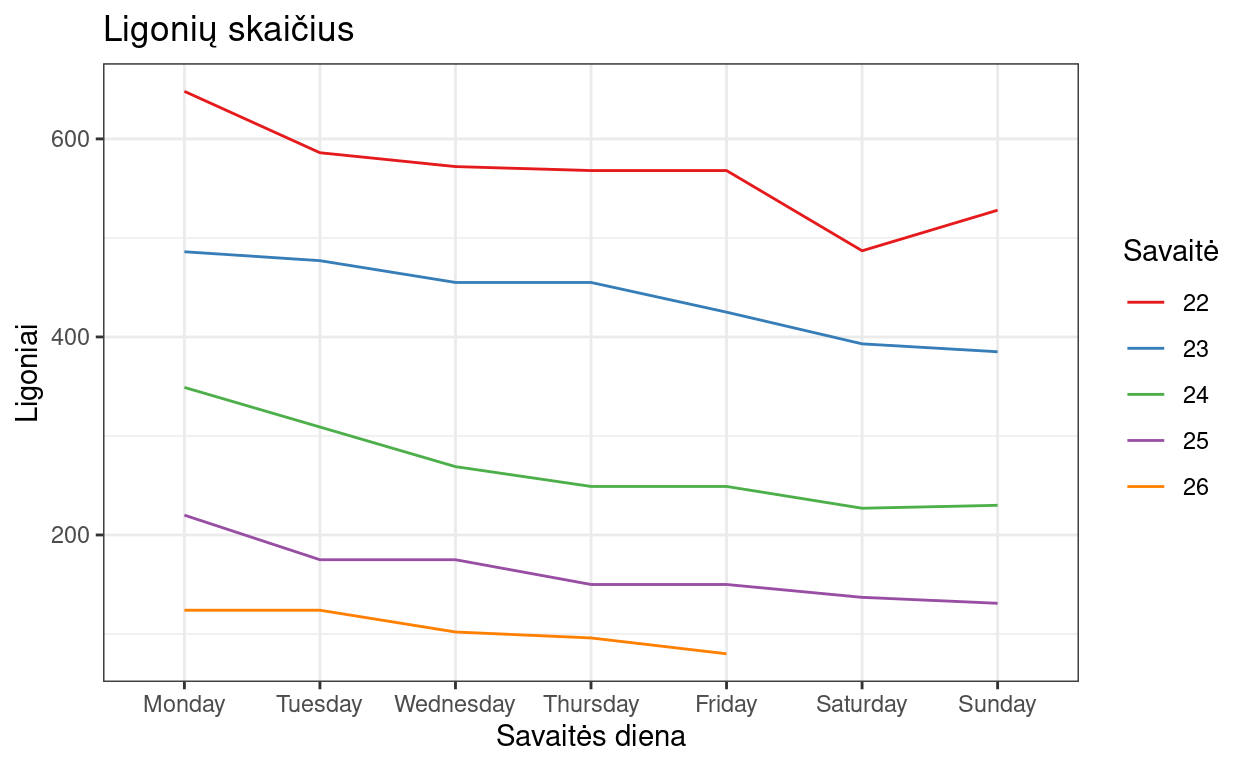 Ligonių skaičius
600
400
200
Ligoniai
Monday Tuesday Wednesday Thursday Friday Saturday Sunday
Savaitės diena
Savaitė
22
23
24
25
26